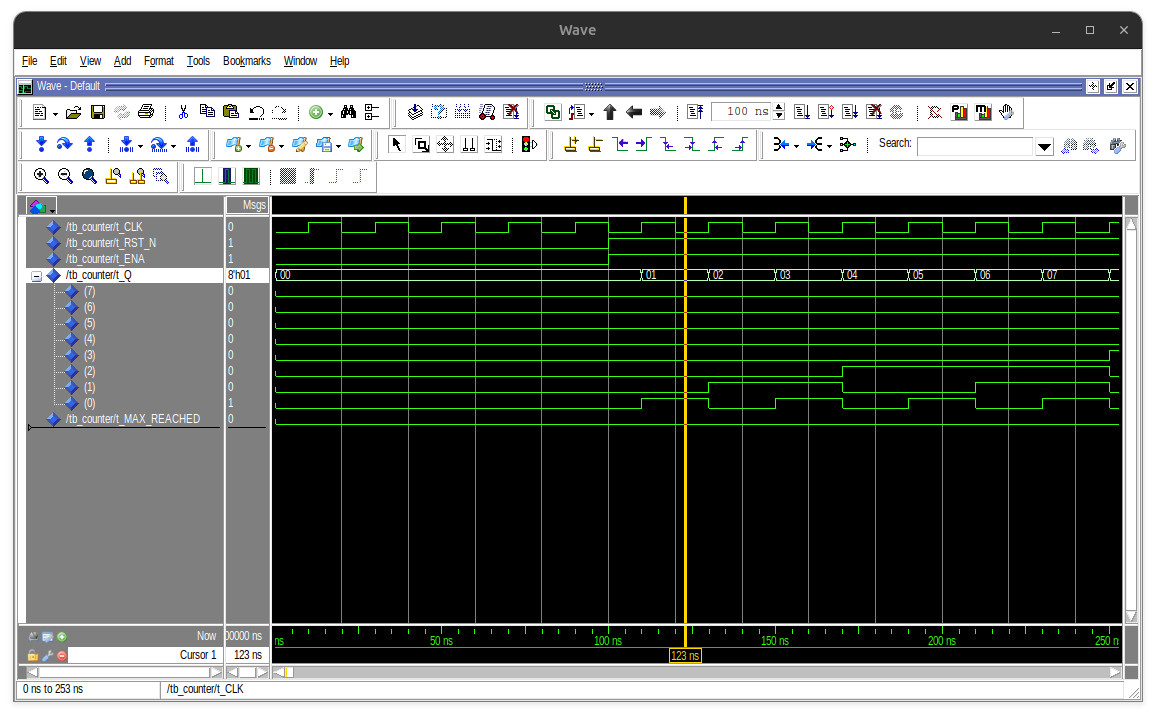 Wave
File Edit View Add Format Tools Bookmarks Window Help
Wave - Default
100 ns
Search:
Msgs
/tb_counter/t_CLK 0
/tb_counter/t_RST_N 1
/tb_counter/t_ENA 1
/tb_counter/t_Q 8'h01 00 01 02 03 04 05 06 07
(7) 0
(6) 0
(5) 0
(4) 0
(3) 0
(2) 0
(1) 0
(0) 1
/tb_counter/t_MAX_REACHED 0
Now 00000 ns ns 50 ns 100 ns 150 ns 200 ns 250 n
Cursor 1 123 ns 123 ns
0 ns to 253 ns /tb_counter/t_CLK